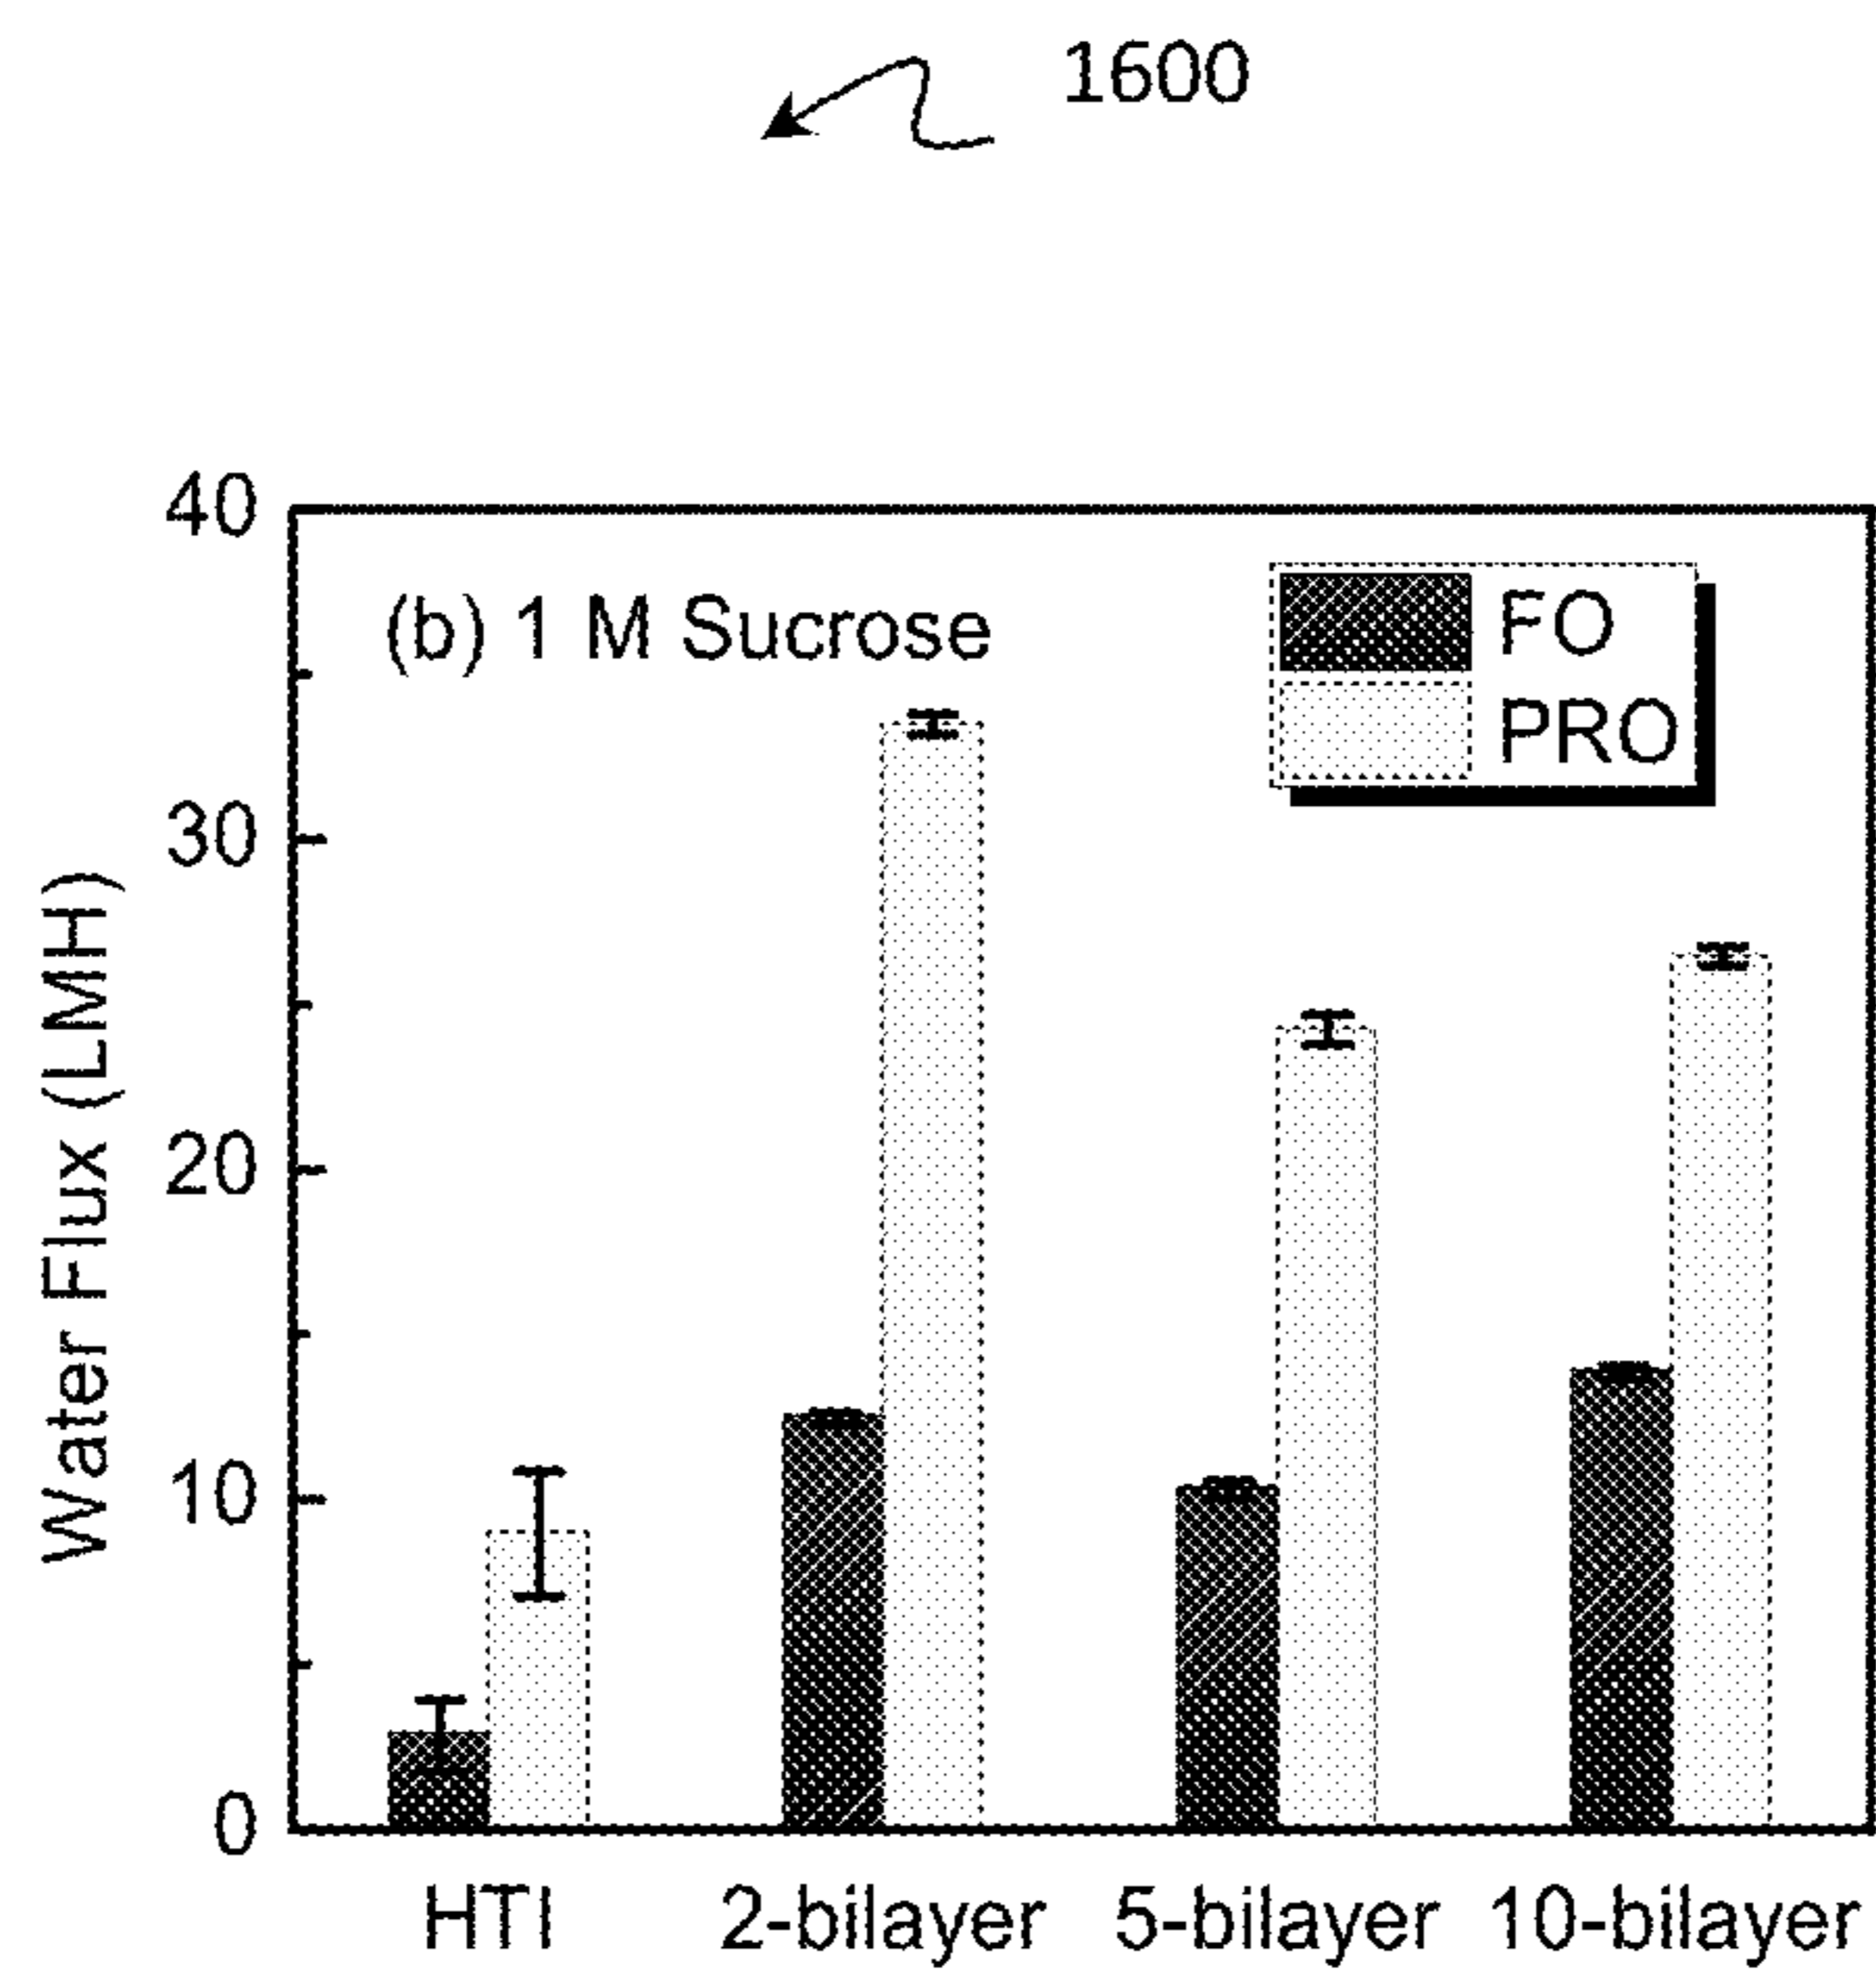 1600
40
(b) 1 M Sucrose
FO
PRO
30
20
10
0
Water Flux (LMH)
HTI
2-bilayer
5-bilayer
10-bilayer